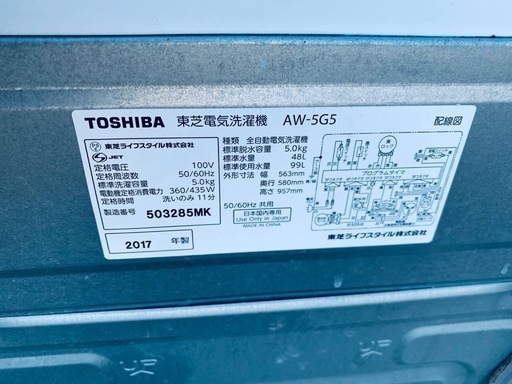 TOSHIBA 東芝電気洗濯機 AW-5G5 配線図
東芝ライフスタイル株式会社
JET
定格電圧 100V
定格周波数 50/60Hz
標準洗濯容量 5.0kg
電動機定格消費電力 360/435W
洗いのみ 11分
製造番号 503285MK
2017 年製
種類 全自動電気洗濯機
標準脱水容量 5.0kg
標準水量 48L
標準使用水量 99L
外形寸法 幅 563mm
奥行 580mm
高さ 957mm
50/60Hz 共用
日本国内専用
Use Only in Japan
MADE IN CHINA
プログラムタイマ
東芝ライフスタイル株式会社